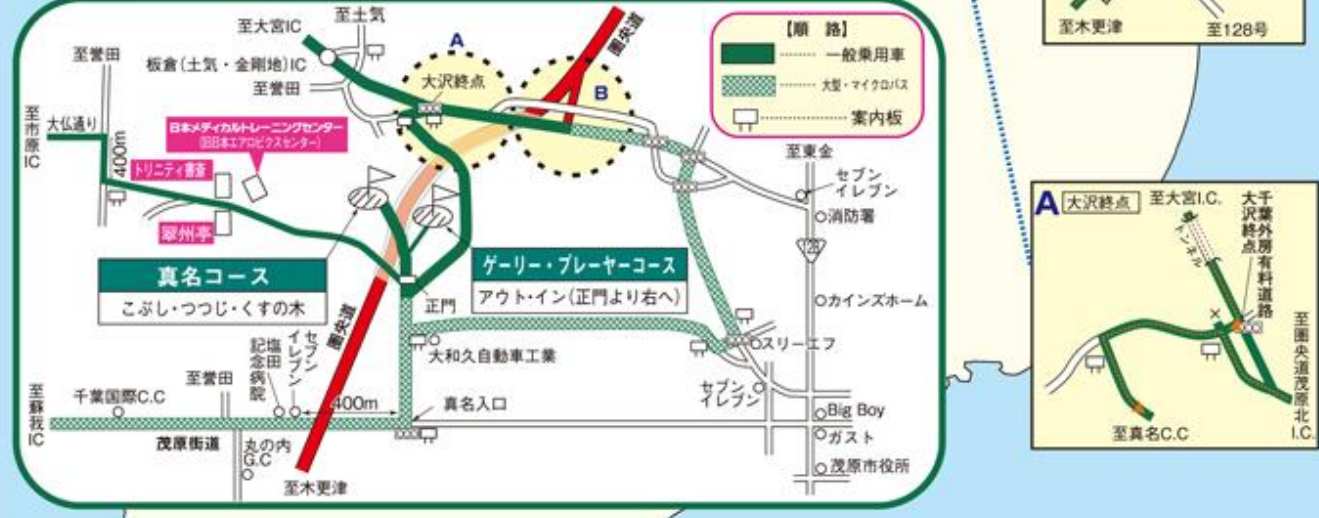 至土気
至大宮IC
至誉田
板倉(土気・金剛地)IC
至誉田
A
大沢終点
圏央道
B
【順 路】
一般乗用車
大型・マイクロバス
案内板
至木更津
至128号
至市原IC
大仏通り
400m
日本メディカルトレーニングセンター
(旧日本エアロビクスセンター)
トリニティ書斎
翠州亭
至東金
セブンイレブン
消防署
128
カインズホーム
真名コース
こぶし・つつじ・くすの木
ゲーリー・プレーヤーコース
アウト・イン(正門より右へ)
正門
圏央道
大和久自動車工業
スリーエフ
セブンイレブン
塩田記念病院
セブンイレブン
至誉田
千葉国際C.C
至蘇我IC
400m
真名入口
茂原街道
丸の内G.C
至木更津
Big Boy
ガスト
茂原市役所
A
大沢終点
至大宮I.C.
トンネル
千葉外房有料道路
大沢終点
至圏央道茂原北I.C.
至真名C.C